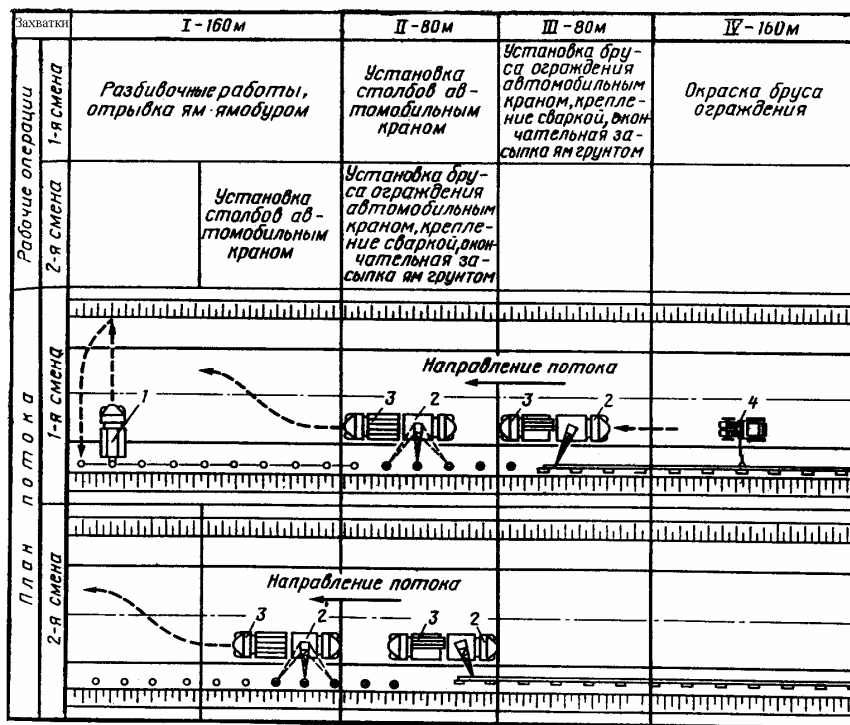 Захватки
I-160м
II-80м
III-80м
IV-160м
Рабочие операции
1-я смена
Разбивочные работы,
отрывка ям ямобуром
Установка
столбов ав-
томобильным
краном
Установка бру-
са ограждения
автомобильным
краном, крепле-
ние сваркой, окон-
чательная за-
сыпка ям грунтом
Окраска бруса
ограждения
2-я смена
Установка
столбов ав-
томобильным
краном
Установка бру-
са ограждения
автомобильным
краном, крепле-
ние сваркой, окон-
чательная за-
сыпка ям грунтом
План потока
1-я смена
Направление потока
1
3
2
3
2
4
2-я смена
Направление потока
3
2
3
2